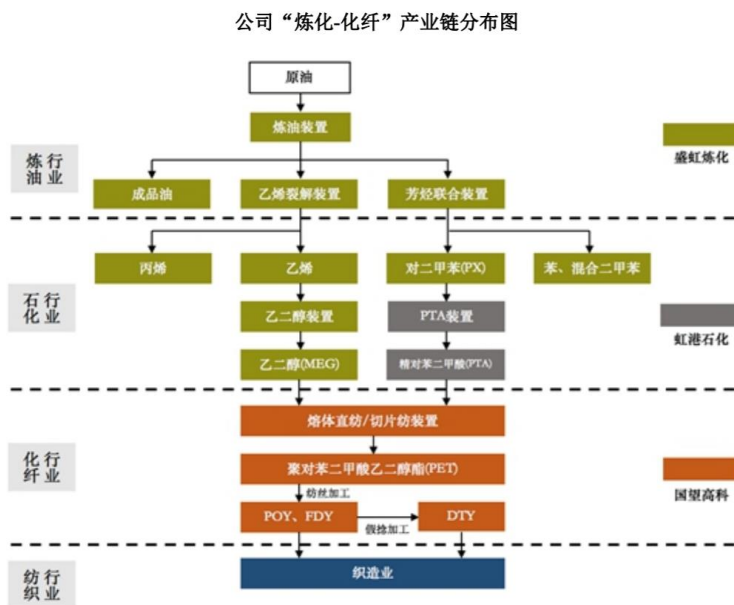 公司“炼化-化纤”产业链分布图
原油
炼油装置
炼油
行业
盛虹炼化
成品油
乙烯裂解装置
芳烃联合装置
丙烯
乙烯
对二甲苯(PX)
苯、混合二甲苯
石化
行业
乙二醇装置
PTA装置
虹港石化
乙二醇(MEG)
精对苯二甲酸(PTA)
熔体直纺/切片纺装置
化纤
行业
聚对苯二甲酸乙二醇酯(PET)
国望高科
纺丝加工
POY、FDY
假捻加工
DTY
纺织
行业
织造业